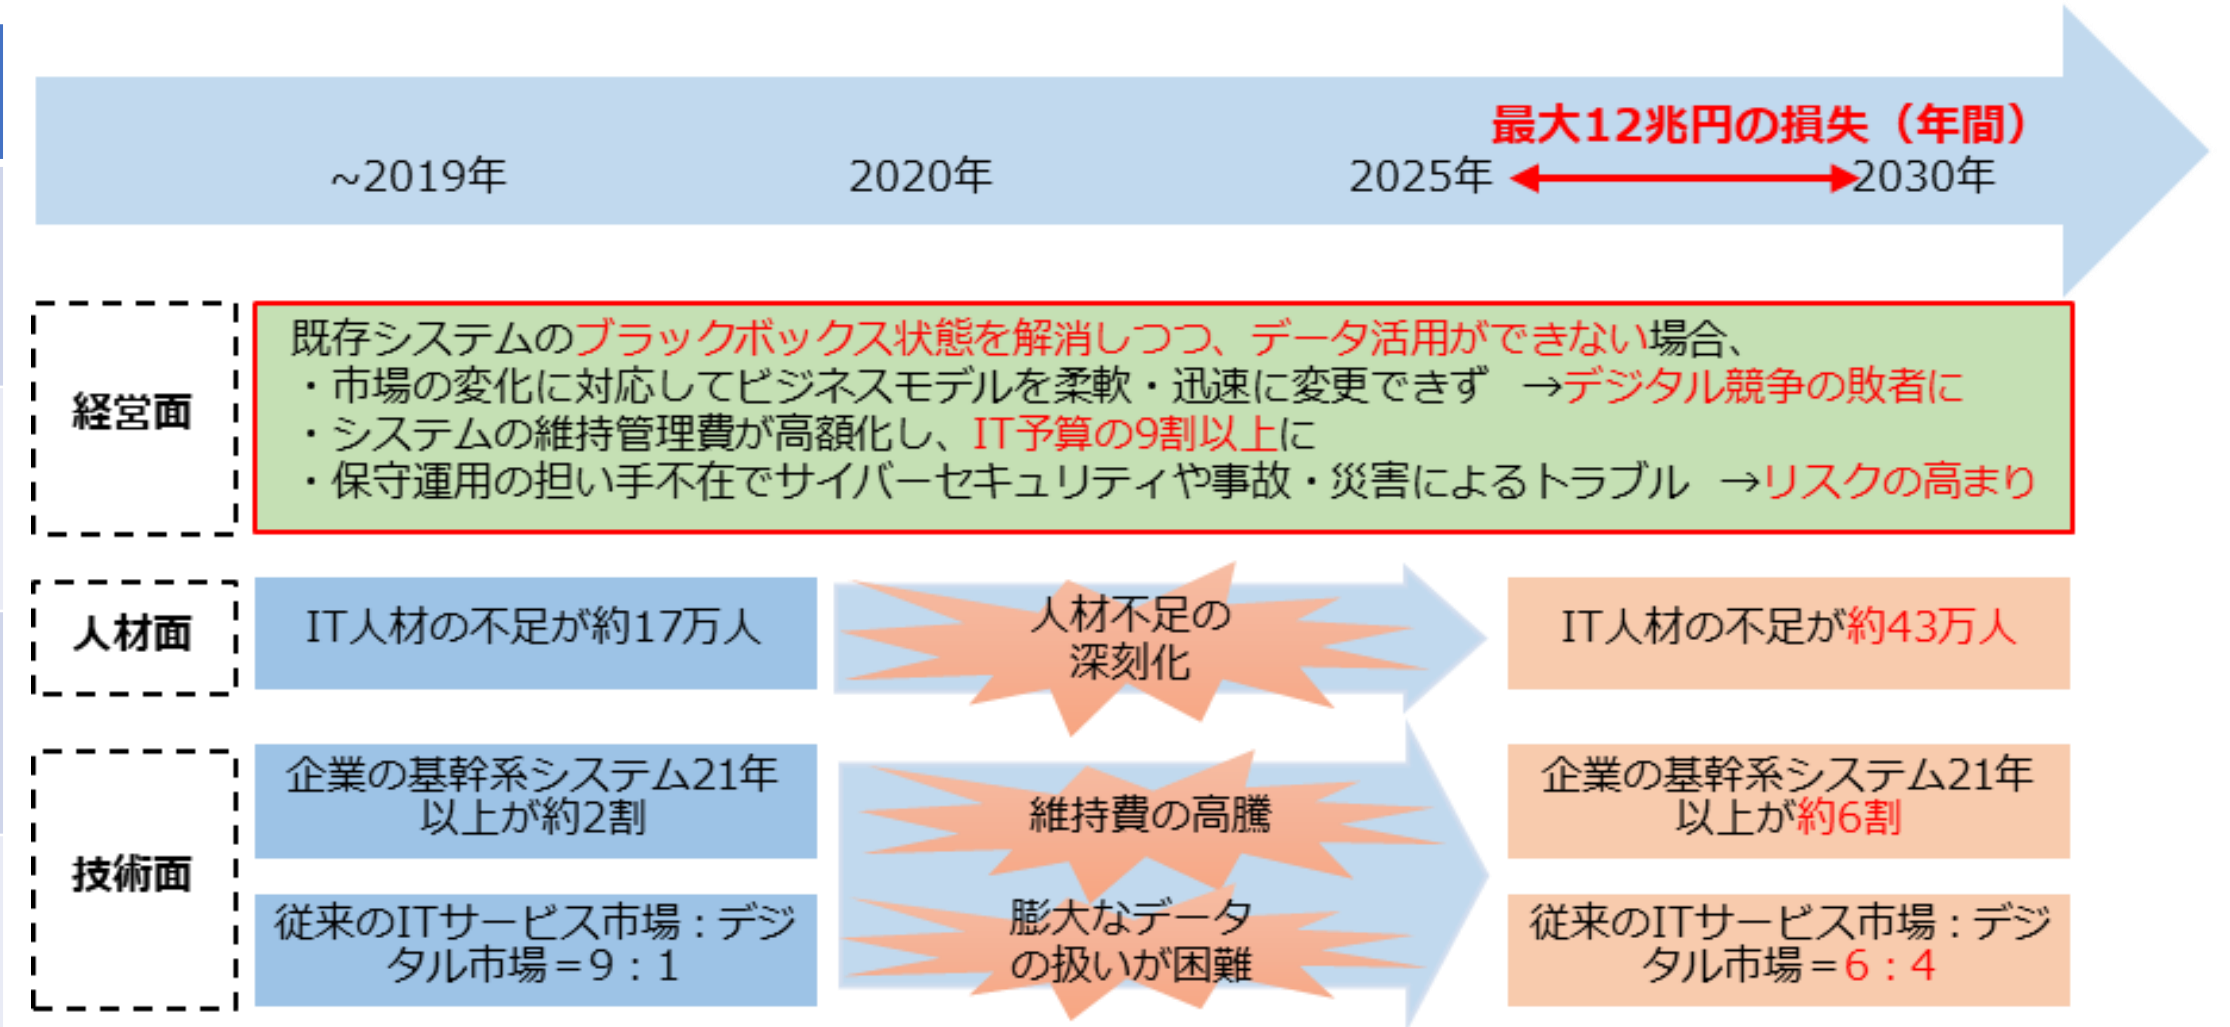 最大12兆円の損失（年間）
~2019年
2020年
2025年
2030年
経営面
既存システムのブラックボックス状態を解消しつつ、データ活用ができない場合、
・市場の変化に対応してビジネスモデルを柔軟・迅速に変更できず →デジタル競争の敗者に
・システムの維持管理費が高額化し、IT予算の9割以上に
・保守運用の担い手不在でサイバーセキュリティや事故・災害によるトラブル →リスクの高まり
人材面
IT人材の不足が約17万人
人材不足の
深刻化
IT人材の不足が約43万人
技術面
企業の基幹系システム21年
以上が約2割
維持費の高騰
企業の基幹系システム21年
以上が約6割
従来のITサービス市場：デジ
タル市場＝9：1
膨大なデータ
の扱いが困難
従来のITサービス市場：デジ
タル市場＝6：4